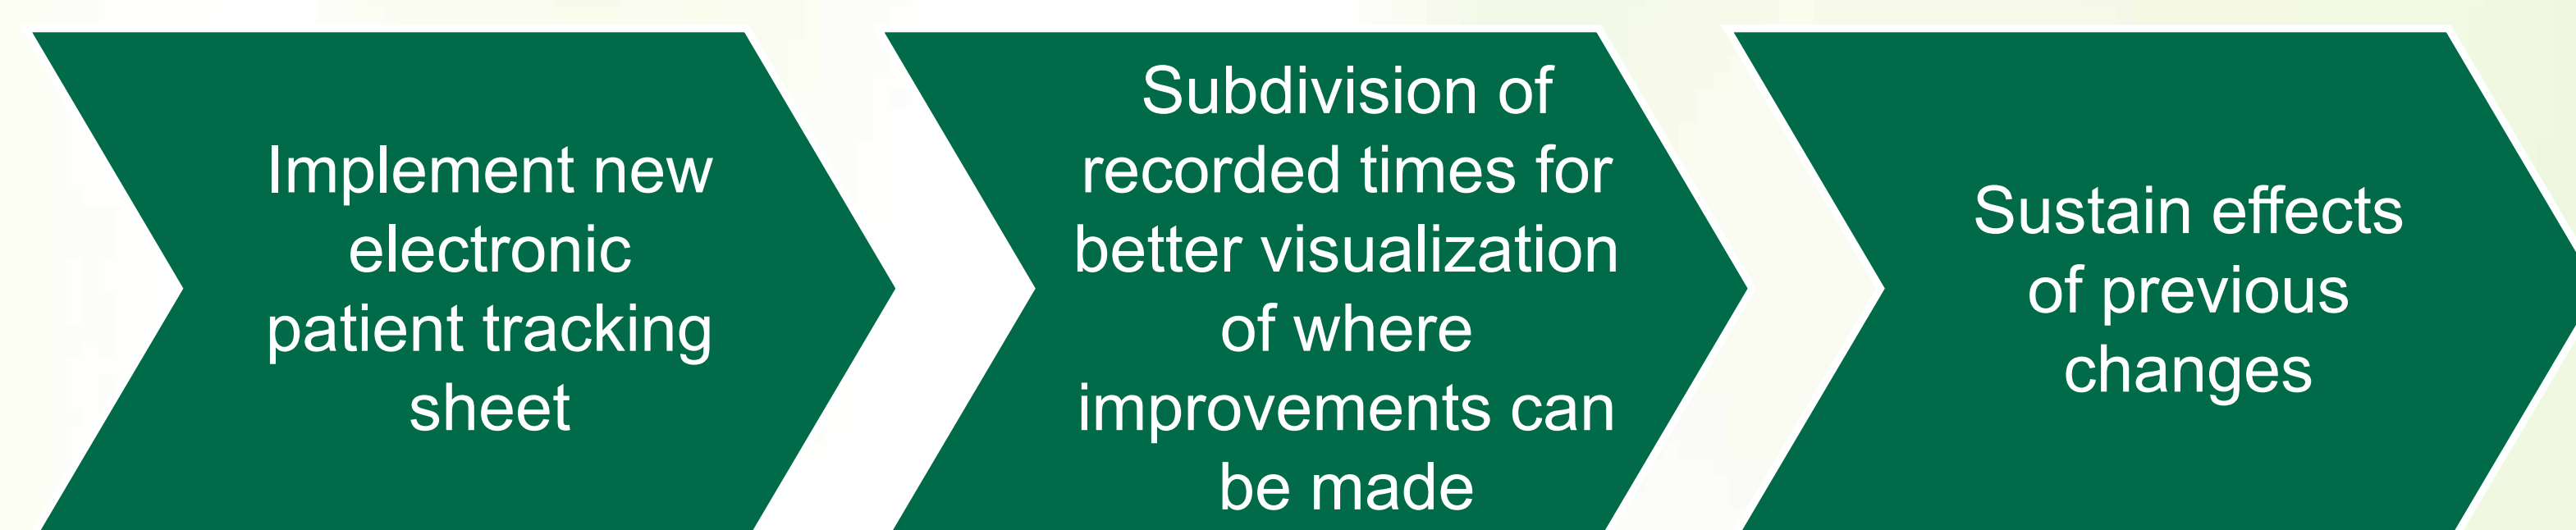 Implement new
electronic
patient tracking
sheet
Subdivision of
recorded times for
better visualization
of where
improvements can
be made
Sustain effects
of previous
changes